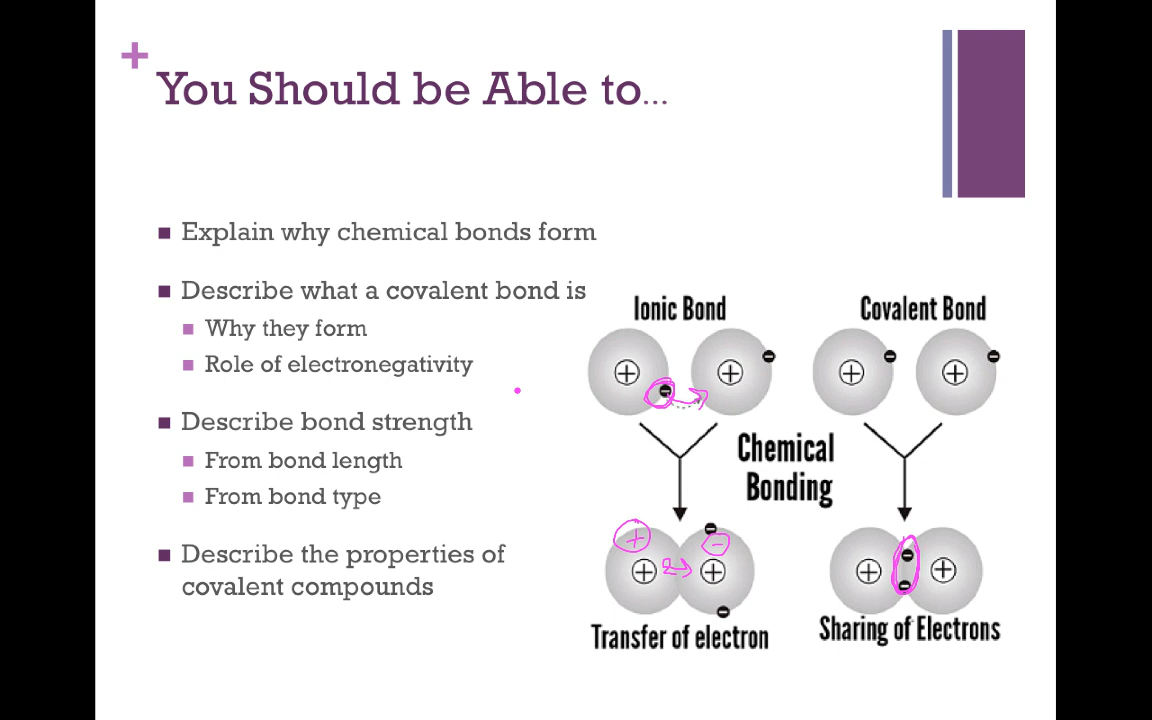 +
You Should be Able to...
Explain why chemical bonds form
Describe what a covalent bond is
Why they form
Role of electronegativity
Describe bond strength
From bond length
From bond type
Describe the properties of
covalent compounds
Ionic Bond
Covalent Bond
+ + - -
+ + - -
Chemical
Bonding
+ - -
+ + -
+ + - -
Transfer of electron
Sharing of Electrons